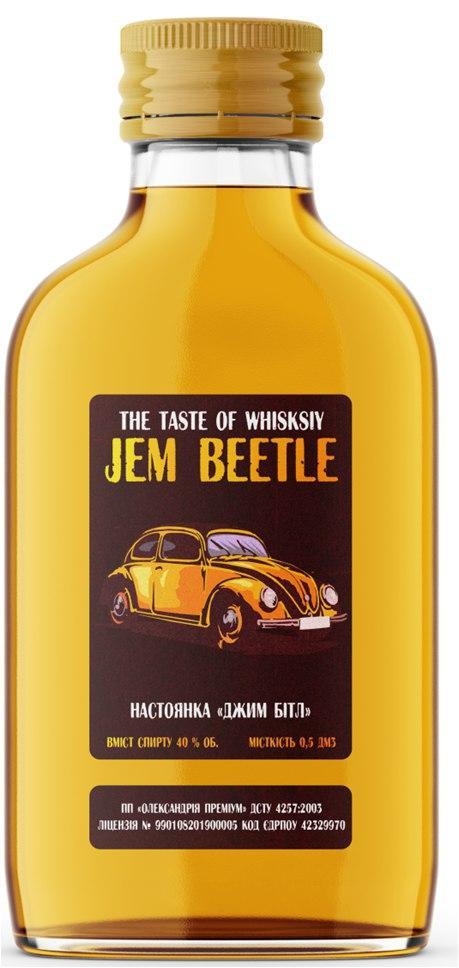 THE TASTE OF WHISKSIY
JEM BEETLE
НАСТОЯНКА «ДЖИМ БІТЛ»
ВМІСТ СПИРТУ 40 % ОБ. МІСТКІСТЬ 0,5 ДМ3
ПП «ОЛЕКСАНДРІЯ ПРЕМІУМ» ДСТУ 4257:2003
ЛІЦЕНЗІЯ № 990108201900005 КОД ЄДРПОУ 42329970